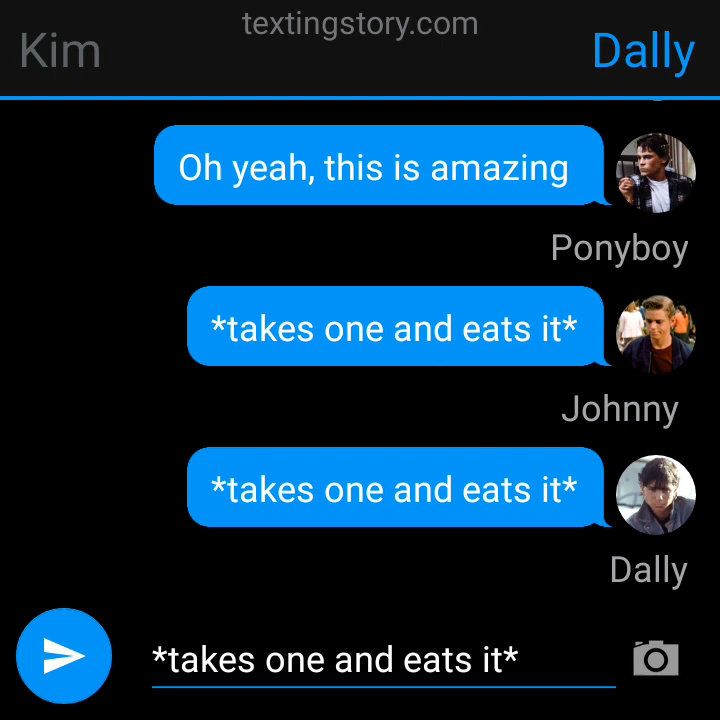 textingstory.com
Kim
Dally
Oh yeah, this is amazing
Ponyboy
*takes one and eats it*
Johnny
*takes one and eats it*
Dally
*takes one and eats it*